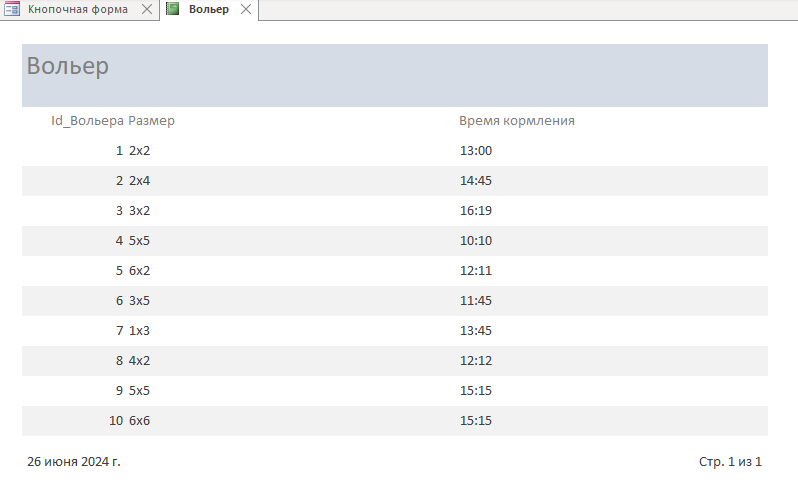 Кнопочная форма Вольер
Вольер
Id_Вольера Размер Время кормления
1 2x2 13:00
2 2x4 14:45
3 3x2 16:19
4 5x5 10:10
5 6x2 12:11
6 3x5 11:45
7 1x3 13:45
8 4x2 12:12
9 5x5 15:15
10 6x6 15:15
26 июня 2024 г. Стр. 1 из 1